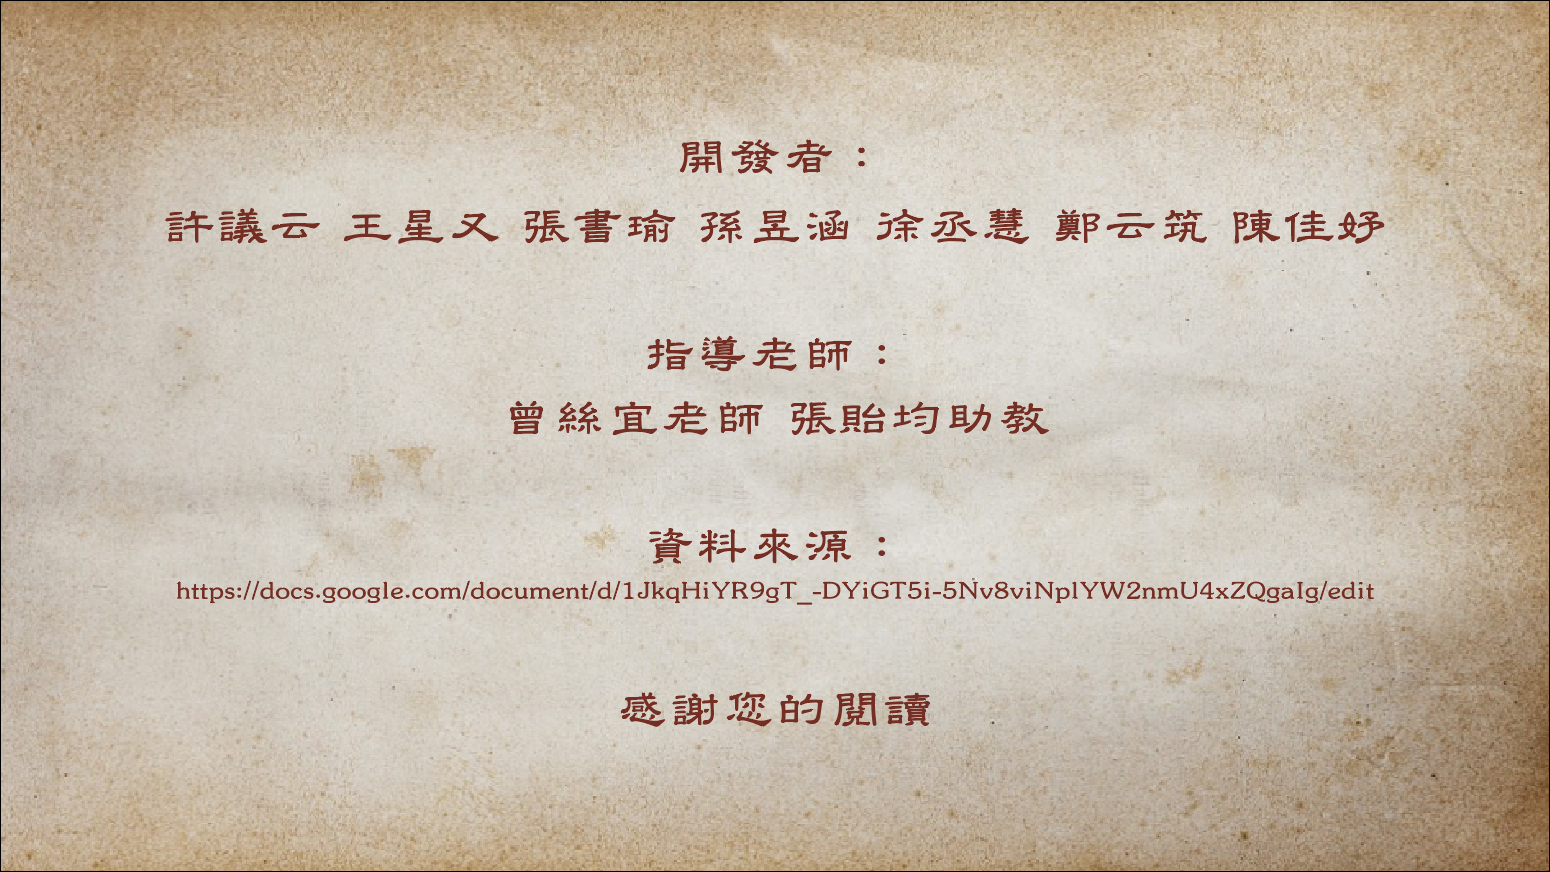 開發者：
許議云 王星又 張書瑜 孫昱涵 徐丞慧 鄭云筑 陳佳妤
指導老師：
曾絲宜老師 張貽均助教
資料來源：
https://docs.google.com/document/d/1JkqHiYR9gT_-DYiGT5i-5Nv8viNplYW2nmU4xZQgaIg/edit
感謝您的閱讀